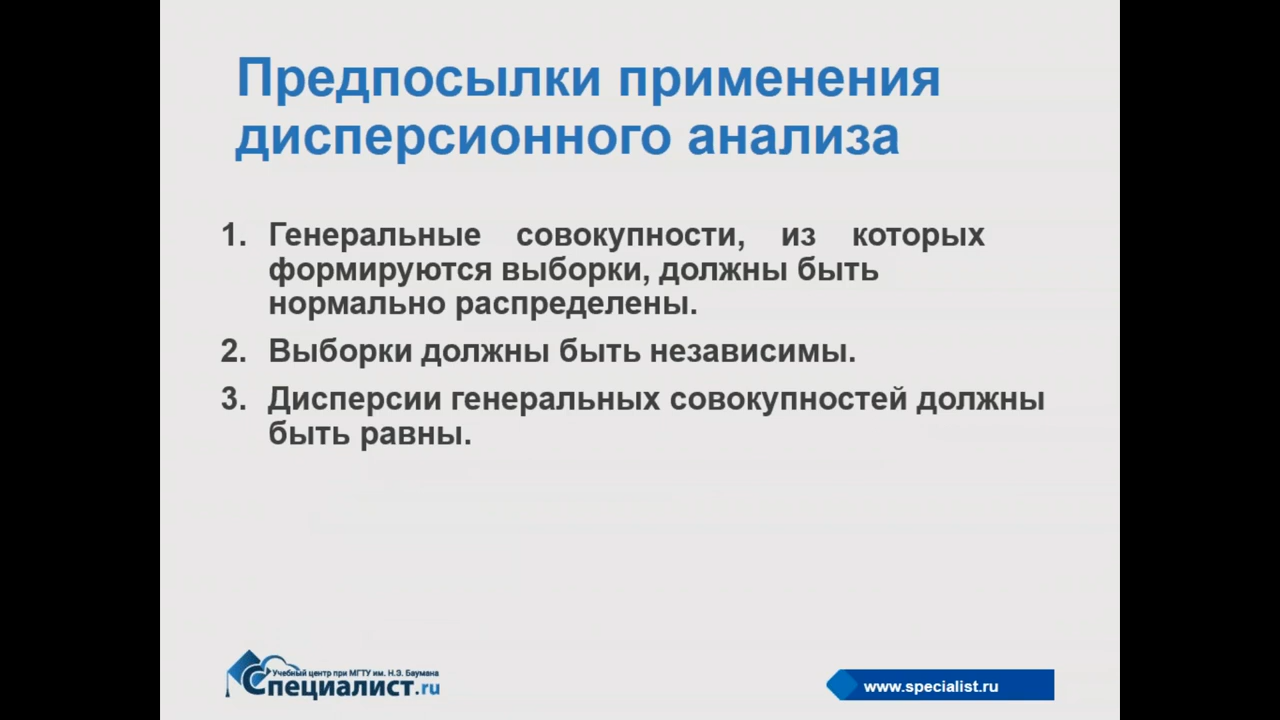 Предпосылки применения
дисперсионного анализа
1. Генеральные совокупности, из которых
формируются выборки, должны быть
нормально распределены.
2. Выборки должны быть независимы.
3. Дисперсии генеральных совокупностей должны
быть равны.
Учебный центр при МГТУ им. Н.Э. Баумана
Специалист.ru
www.specialist.ru